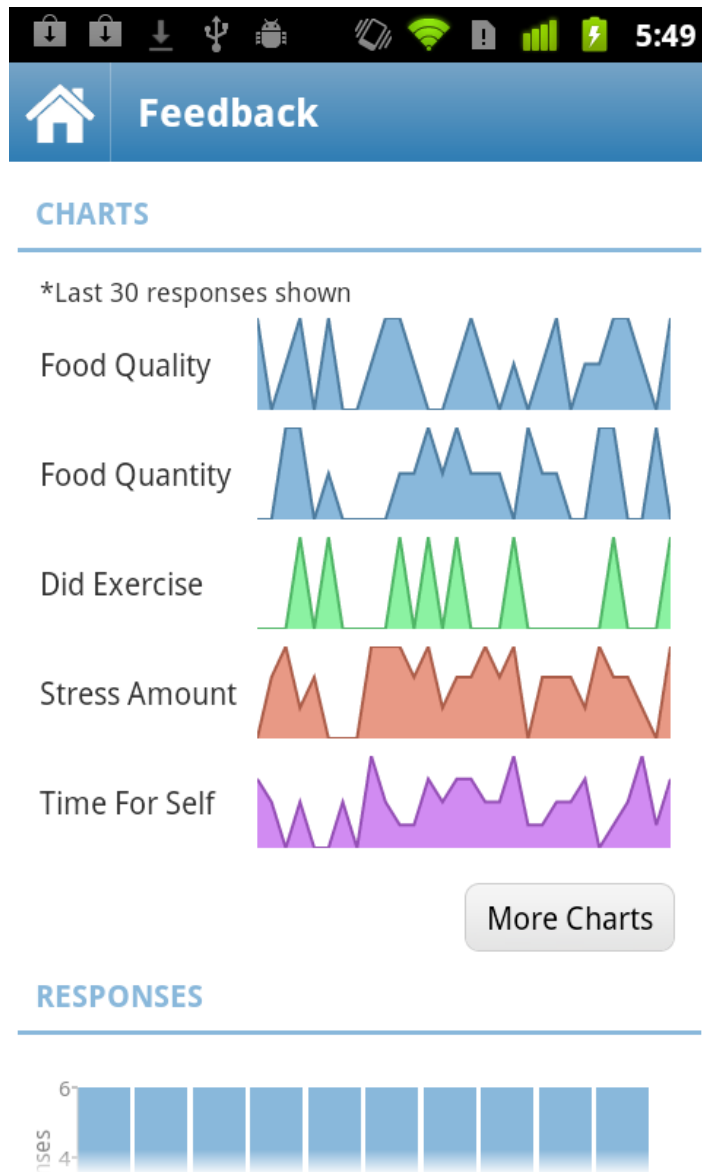 5:49
Feedback
CHARTS
*Last 30 responses shown
Food Quality
Food Quantity
Did Exercise
Stress Amount
Time For Self
More Charts
RESPONSES
6
4